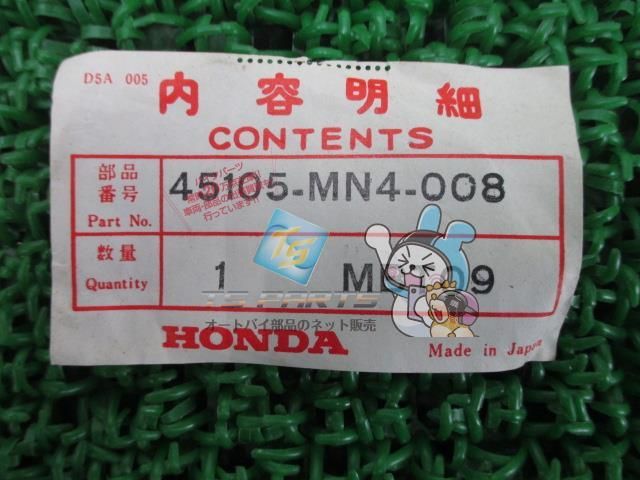 DSA 005
内容明細
CONTENTS
部品番号
Part No.
45105-MN4-008
数量
Quantity
1
TS PARTS
オートバイ部品のネット販売
HONDA
Made in Japan